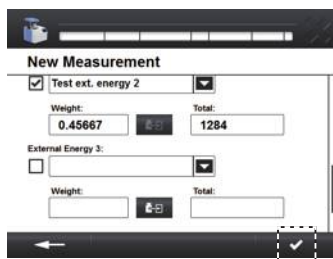 New Measurement
Test ext. energy 2
Weight: Total:
0.45667 1284
External Energy 3:
Weight: Total: